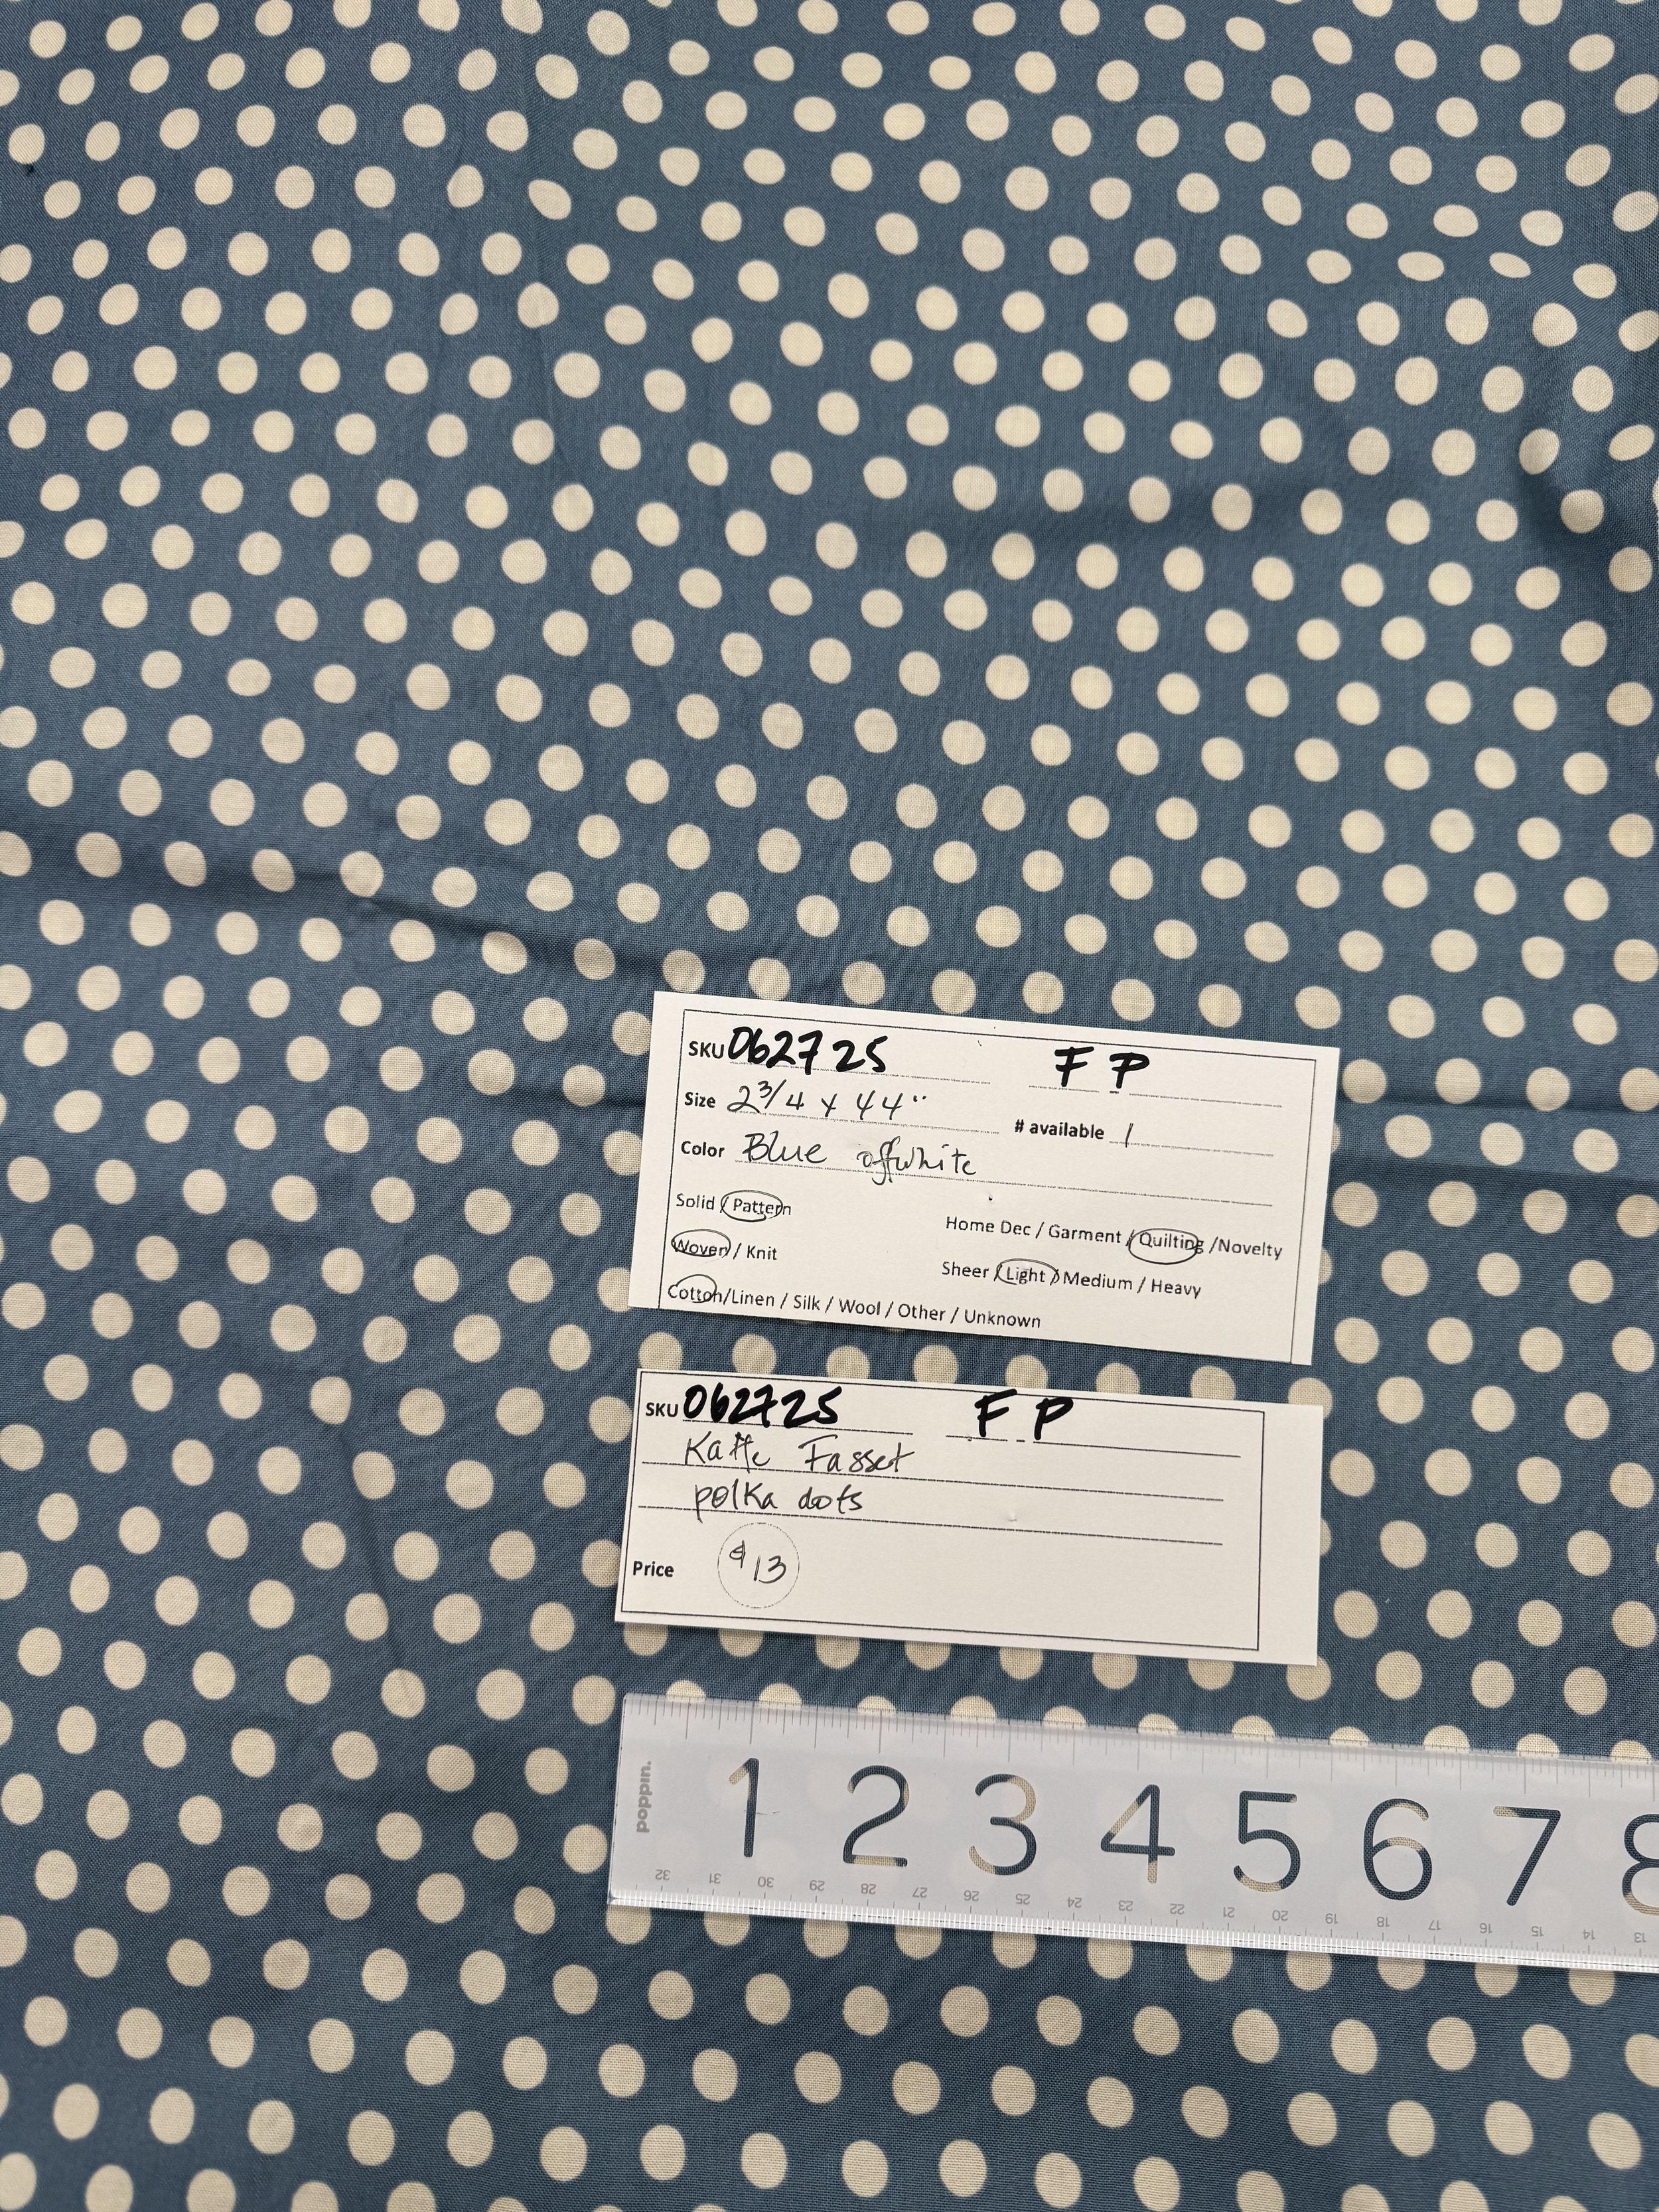 SKU 062725 FP
Size 2 3/4 x 44"
# available 1
Color Blue offwhite
Solid / Pattern
Home Dec / Garment / Quilting /Novelty
Woven / Knit
Sheer / Light / Medium / Heavy
Cotton/Linen / Silk / Wool / Other / Unknown
SKU 062725 FP
Kaffe Fasset
polka dots
Price $13
poppin.
1 2 3 4 5 6 7 8
32 31 30 29 28 27 26 25 24 23 22 21 20 19 18 17 16 15 14 13